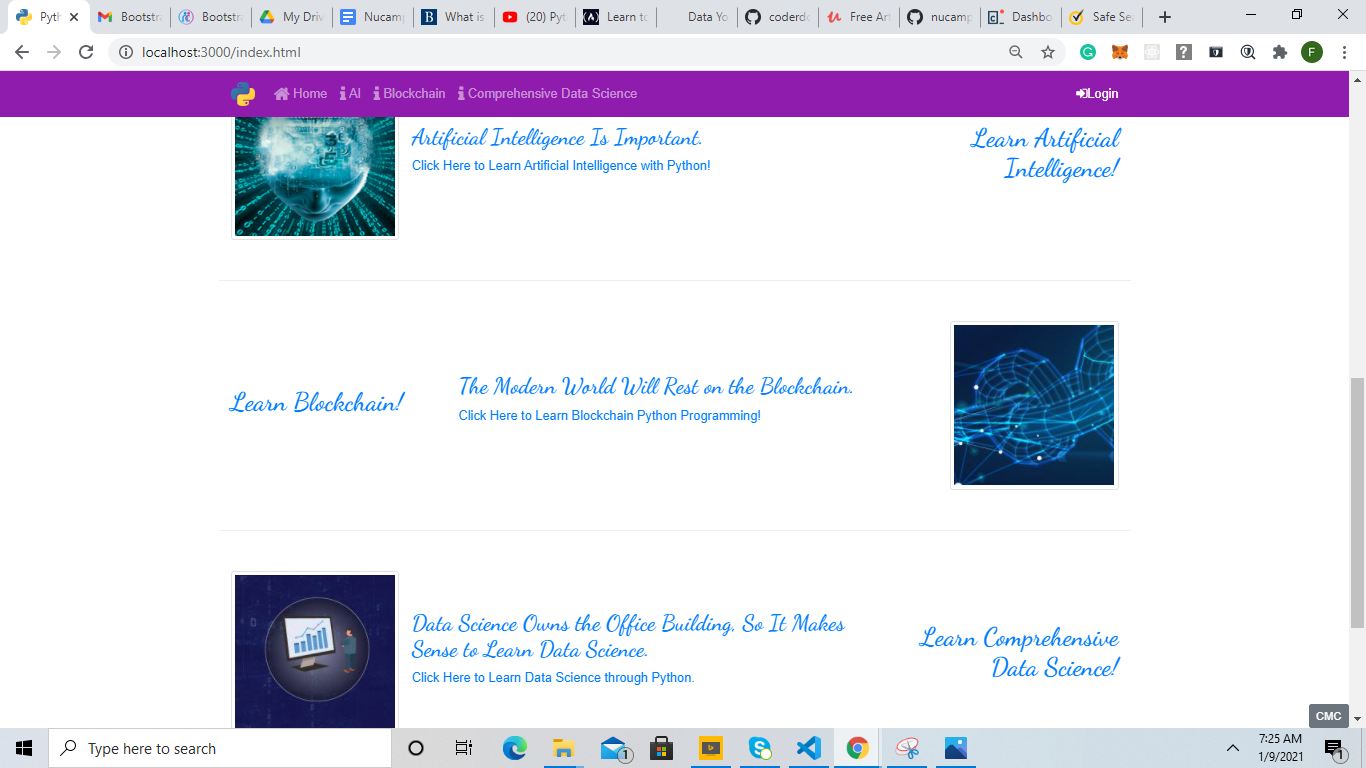 Pyth
Bootstra
Bootstra
My Driv
Nucamp
What is
(20) Pyt
Learn to
Data Yo
coderdo
Free Art
nucamp
Dashbo
Safe Se
localhost:3000/index.html
F
Home
AI
Blockchain
Comprehensive Data Science
Login
Artificial Intelligence Is Important.
Click Here to Learn Artificial Intelligence with Python!
Learn Artificial
Intelligence!
Learn Blockchain!
The Modern World Will Rest on the Blockchain.
Click Here to Learn Blockchain Python Programming!
Data Science Owns the Office Building, So It Makes
Sense to Learn Data Science.
Click Here to Learn Data Science through Python.
Learn Comprehensive
Data Science!
CMC
Type here to search
1
7:25 AM
1/9/2021
1